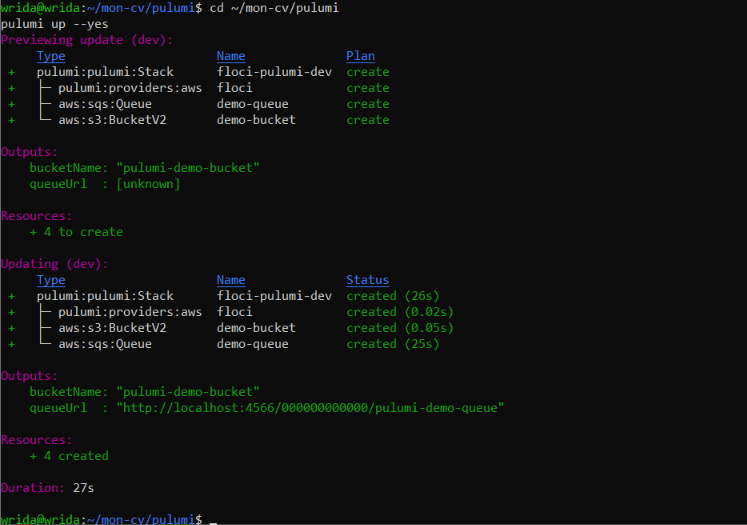 wrida@wrida:~/mon-cv/pulumi$ cd ~/mon-cv/pulumi
pulumi up --yes
Previewing update (dev):
     Type                     Name              Plan
 +   pulumi:pulumi:Stack      floci-pulumi-dev  create
 +   ├─ pulumi:providers:aws  floci             create
 +   ├─ aws:sqs:Queue         demo-queue        create
 +   └─ aws:s3:BucketV2       demo-bucket       create
Outputs:
    bucketName: "pulumi-demo-bucket"
    queueUrl  : [unknown]
Resources:
    + 4 to create
Updating (dev):
     Type                     Name              Status
 +   pulumi:pulumi:Stack      floci-pulumi-dev  created (26s)
 +   ├─ pulumi:providers:aws  floci             created (0.02s)
 +   ├─ aws:s3:BucketV2       demo-bucket       created (0.05s)
 +   └─ aws:sqs:Queue         demo-queue        created (25s)
Outputs:
    bucketName: "pulumi-demo-bucket"
    queueUrl  : "http://localhost:4566/000000000000/pulumi-demo-queue"
Resources:
    + 4 created
Duration: 27s
wrida@wrida:~/mon-cv/pulumi$ _